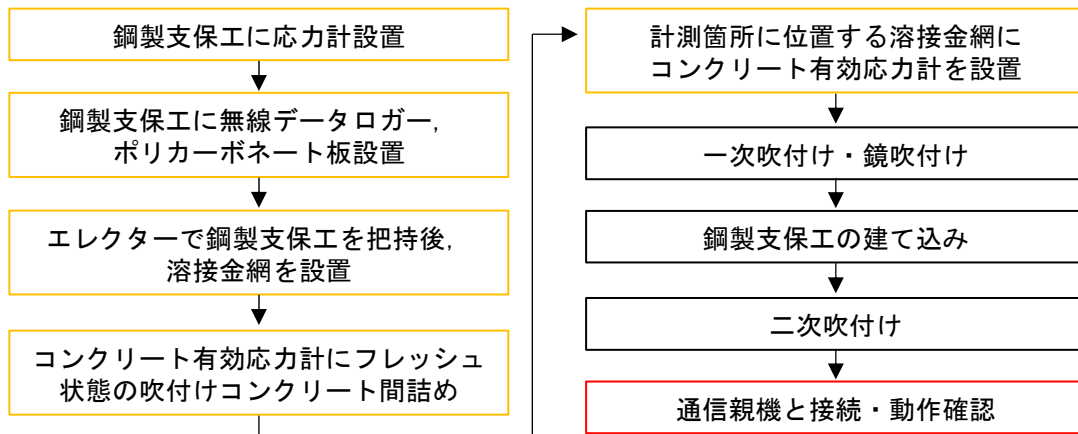 鋼製支保工に応力計設置
鋼製支保工に無線データロガー,
ポリカーボネート板設置
エレクターで鋼製支保工を把持後,
溶接金網を設置
コンクリート有効応力計にフレッシュ
状態の吹付けコンクリート間詰め
計測箇所に位置する溶接金網に
コンクリート有効応力計を設置
一次吹付け・鏡吹付け
鋼製支保工の建て込み
二次吹付け
通信親機と接続・動作確認